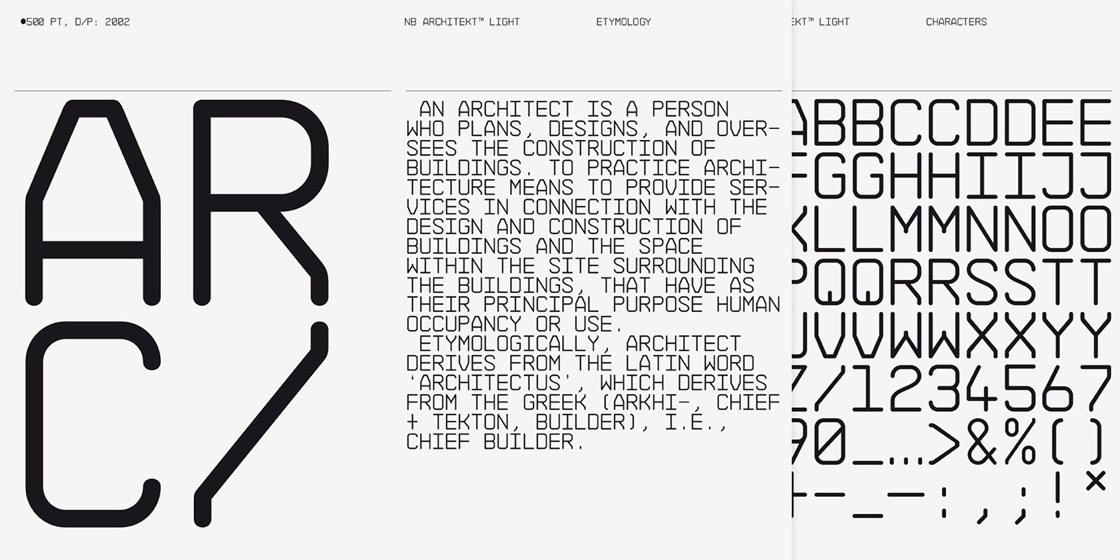 ●500 PT, D/P: 2002
NB ARCHITEKT™ LIGHT
ETYMOLOGY
EKT™ LIGHT
CHARACTERS
AR
C/
AN ARCHITECT IS A PERSON
WHO PLANS, DESIGNS, AND OVER-
SEES THE CONSTRUCTION OF
BUILDINGS. TO PRACTICE ARCHI-
TECTURE MEANS TO PROVIDE SER-
VICES IN CONNECTION WITH THE
DESIGN AND CONSTRUCTION OF
BUILDINGS AND THE SPACE
WITHIN THE SITE SURROUNDING
THE BUILDINGS, THAT HAVE AS
THEIR PRINCIPAL PURPOSE HUMAN
OCCUPANCY OR USE.
ETYMOLOGICALLY, ARCHITECT
DERIVES FROM THE LATIN WORD
‘ARCHITECTUS', WHICH DERIVES
FROM THE GREEK (ARKHI-, CHIEF
+ TEKTON, BUILDER), I.E.,
CHIEF BUILDER.
ABBCCDDEE
FGGHHIIJJ
KLLMMNNOO
PQQRRSSTT
UVVWWXXYY
Z/1234567
90_...>&%()
+-_-:,;!×